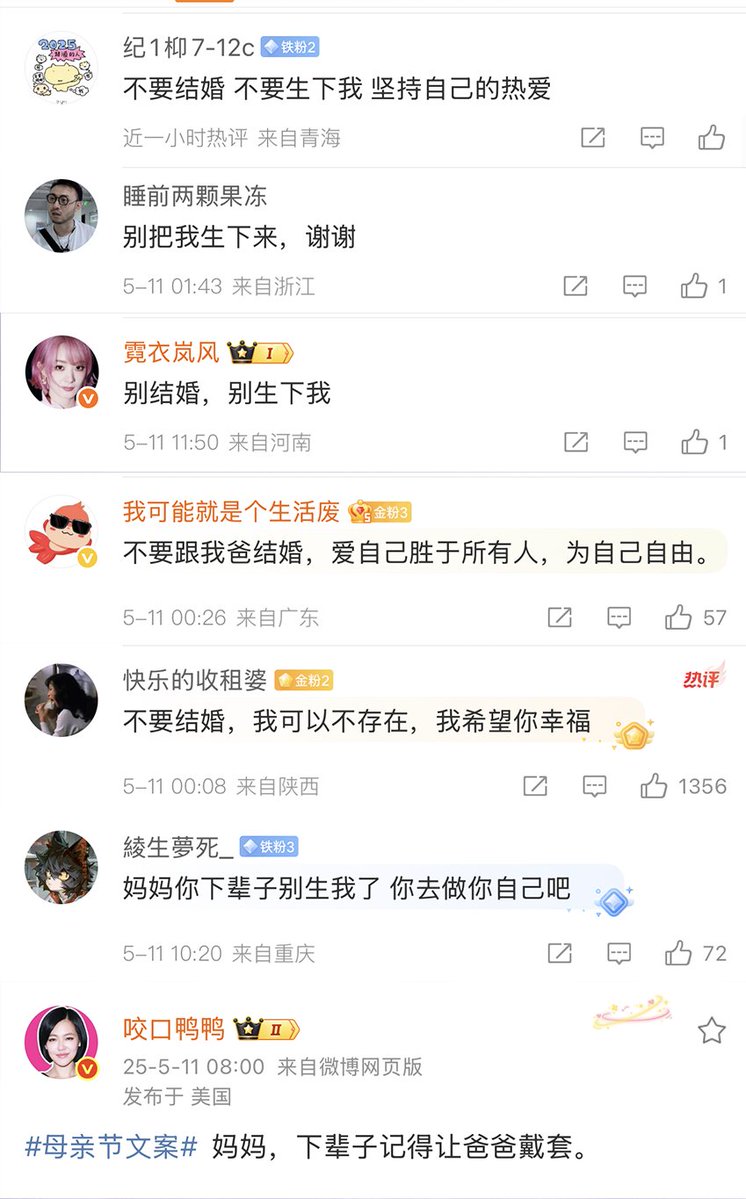 纪1柳7-12c 铁粉2
不要结婚 不要生下我 坚持自己的热爱
近一小时热评 来自青海
睡前两颗果冻
别把我生下来，谢谢
5-11 01:43 来自浙江
1
霓衣岚风 I
别结婚，别生下我
5-11 11:50 来自河南
1
我可能就是个生活废 5 金粉3
不要跟我爸结婚，爱自己胜于所有人，为自己自由。
5-11 00:26 来自广东
57
快乐的收租婆 金粉2
热评
不要结婚，我可以不存在，我希望你幸福
5-11 00:08 来自陕西
1356
綾生夢死_ 铁粉3
妈妈你下辈子别生我了 你去做你自己吧
5-11 10:20 来自重庆
72
咬口鸭鸭 II
25-5-11 08:00 来自微博网页版
发布于 美国
#母亲节文案# 妈妈，下辈子记得让爸爸戴套。